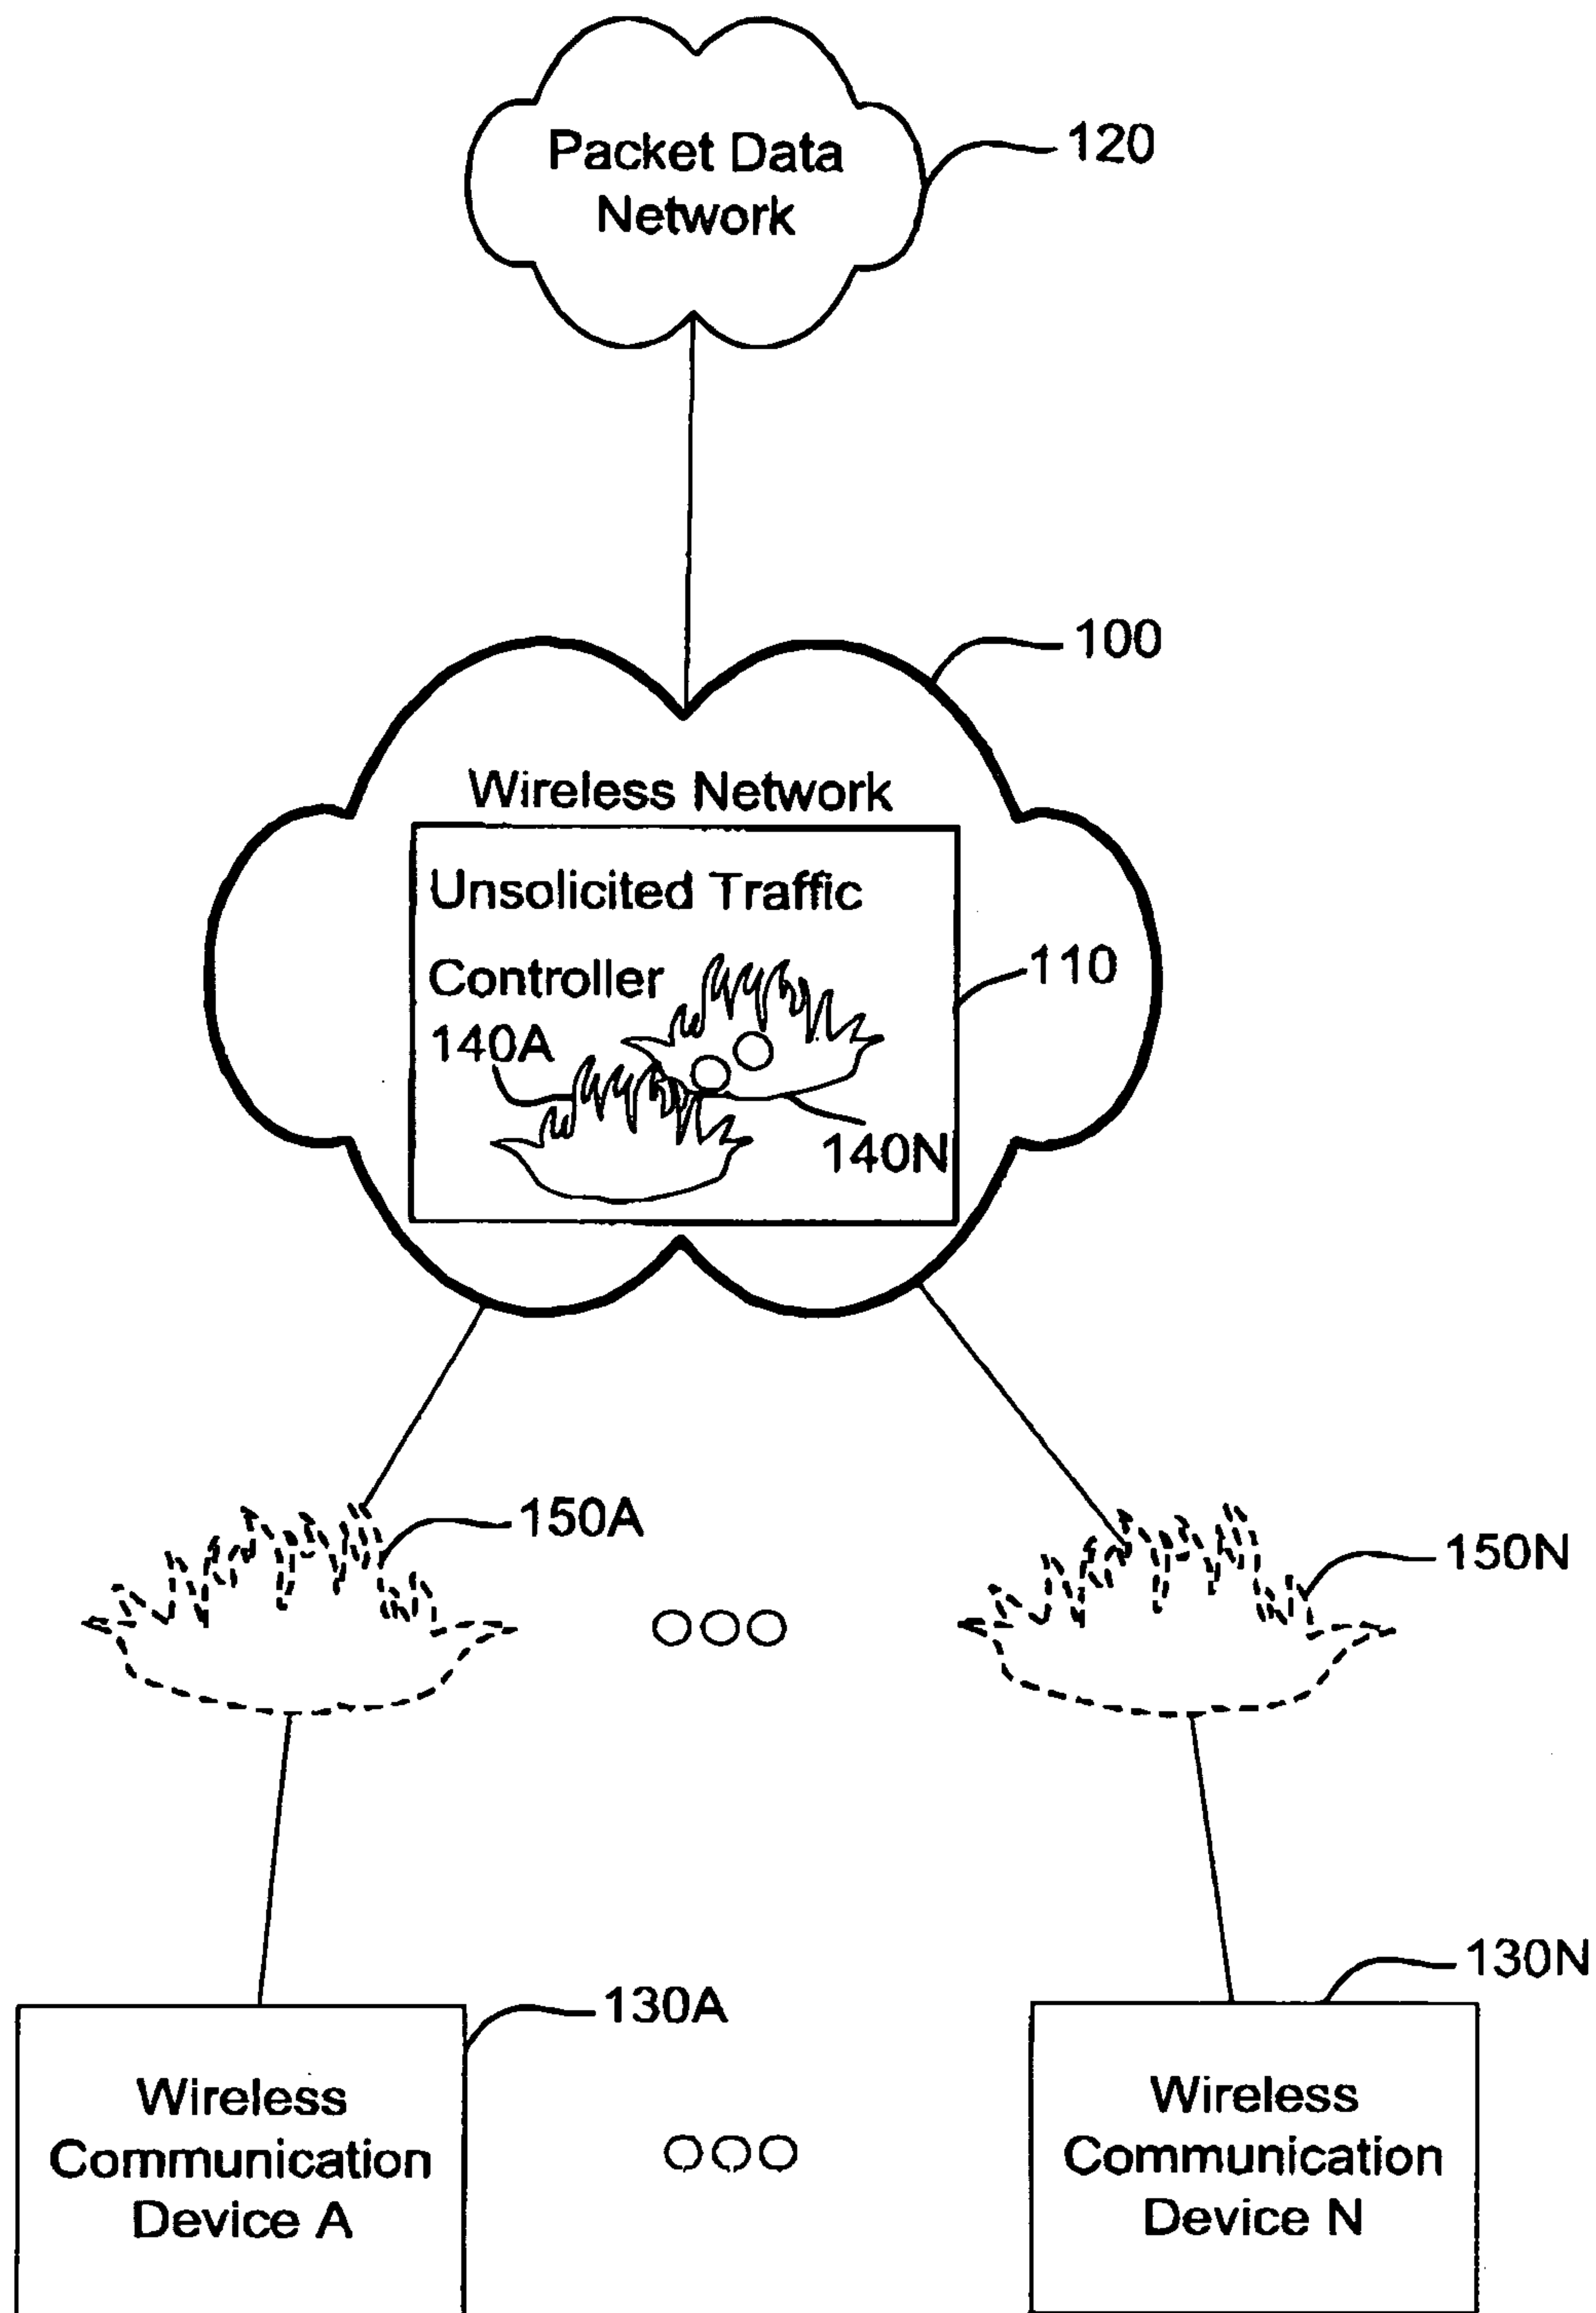 Packet Data
Network
120
100
Wireless Network
Unsolicited Traffic
Controller
110
140A
140N
150A
150N
130N
130A
Wireless
Communication
Device A
Wireless
Communication
Device N